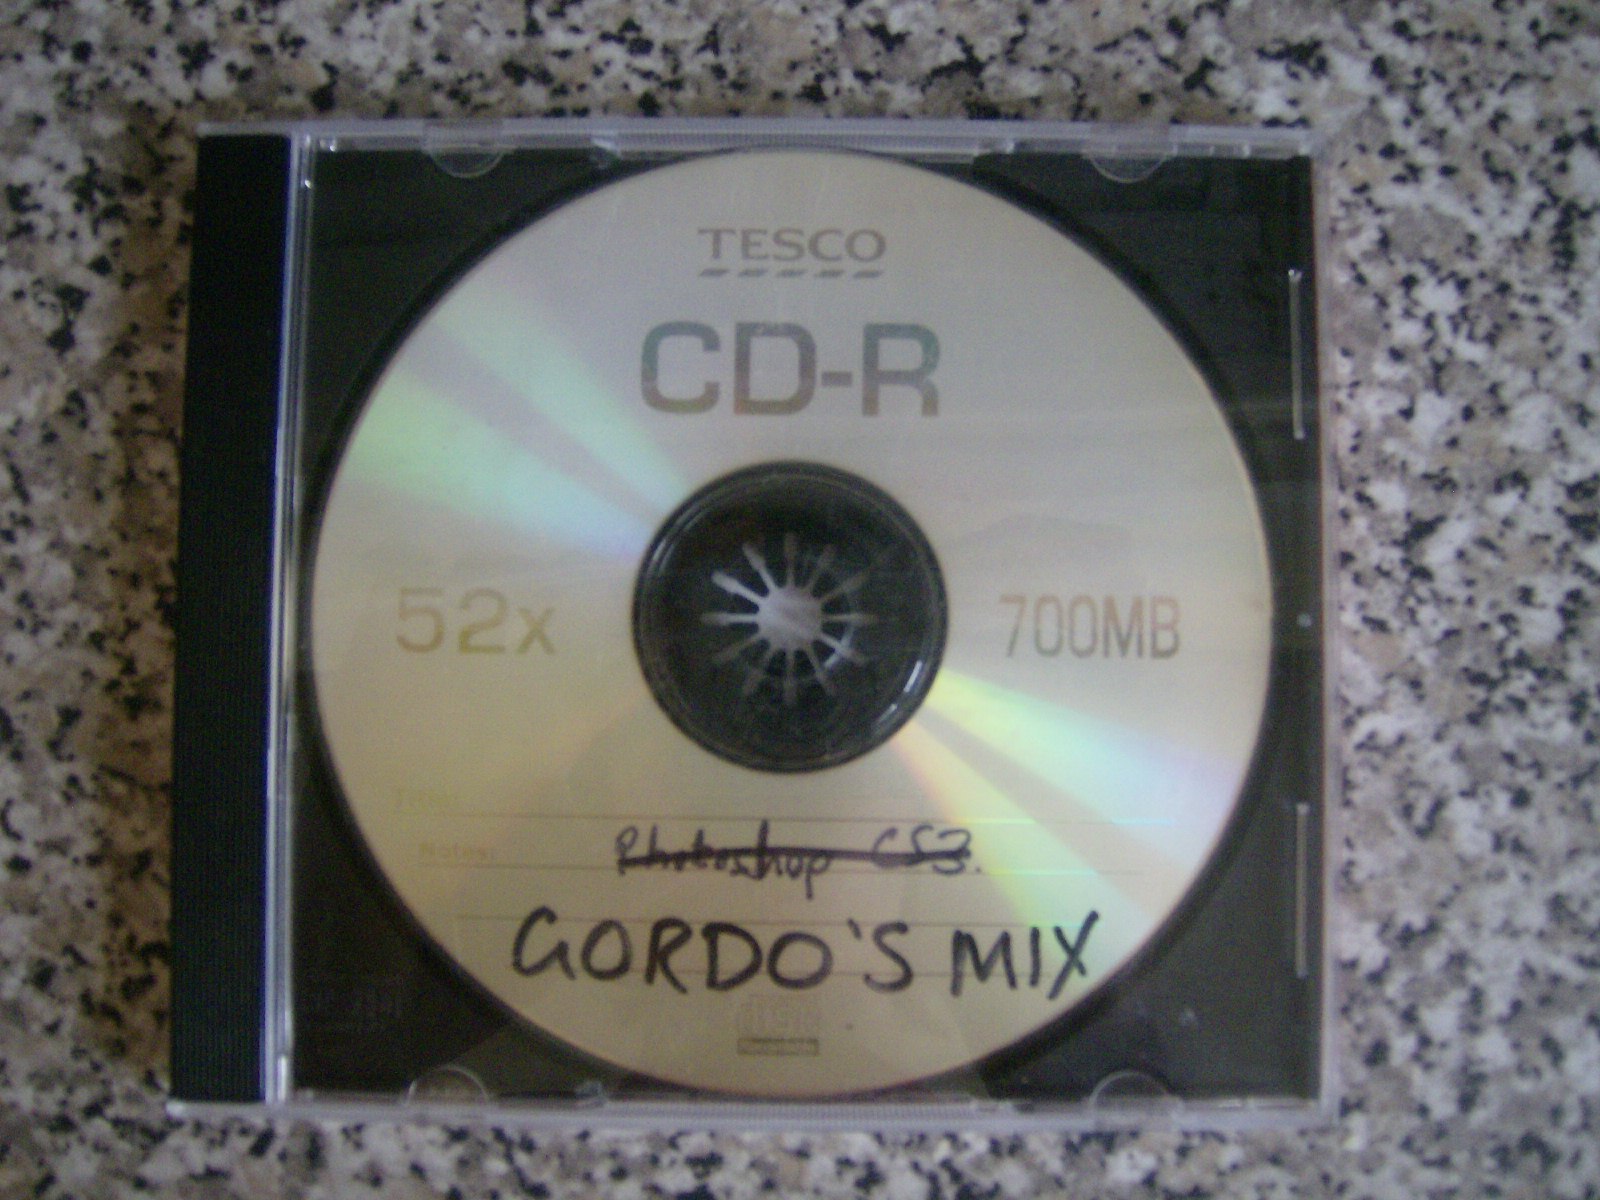 TESCO
CD-R
52x 700MB
Photoshop CS3.
GORDO'S MIX